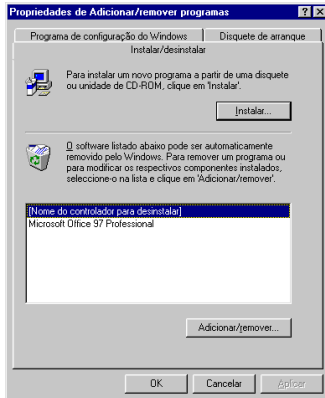 Propriedades de Adicionar/remover programas
Programa de configuração do Windows
Disquete de arranque
Instalar/desinstalar
Para instalar um novo programa a partir de uma disquete
ou unidade de CD-ROM, clique em 'Instalar'.
Instalar...
O software listado abaixo pode ser automaticamente
removido pelo Windows. Para remover um programa ou
para modificar os respectivos componentes instalados,
seleccione-o na lista e clique em 'Adicionar/remover'.
[Nome do controlador para desinstalar]
Microsoft Office 97 Professional
Adicionar/remover...
OK
Cancelar
Aplicar